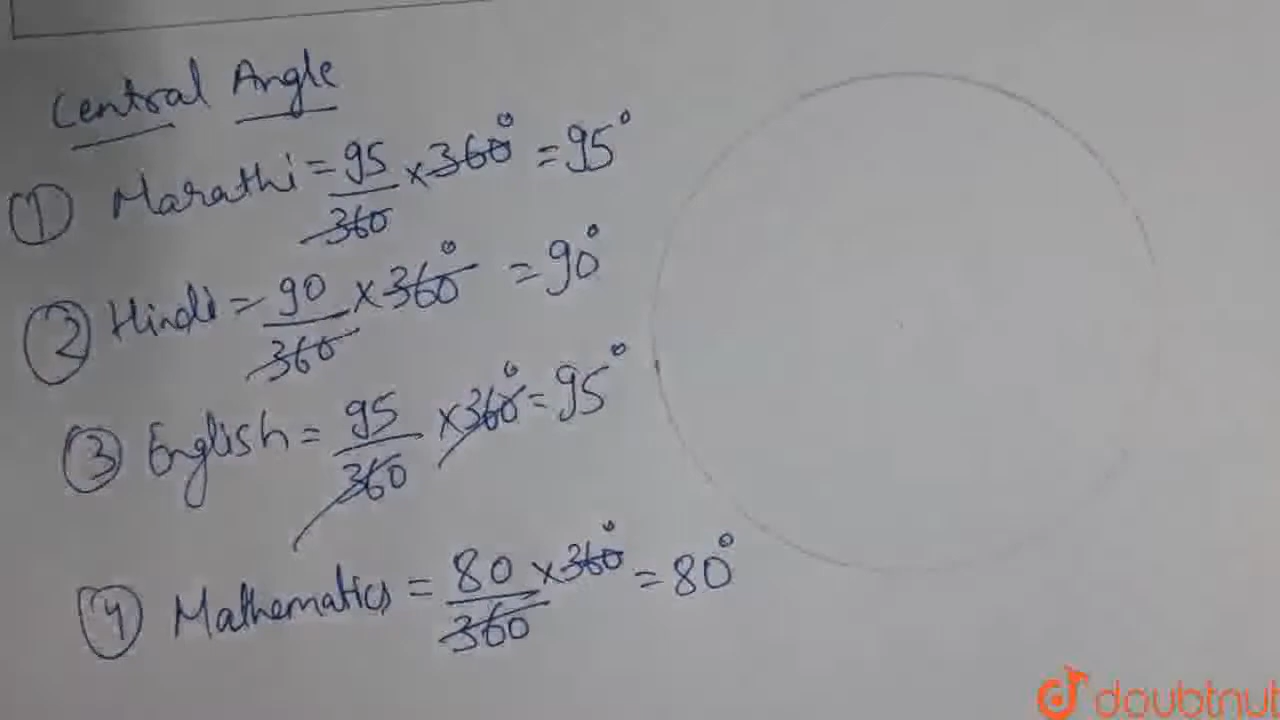 Central Angle
① Marathi = 95/360 × 360° = 95°
② Hindi = 90/360 × 360° = 90°
③ English = 95/360 × 360° = 95°
④ Mathematics = 80/360 × 360° = 80°
doubtnut